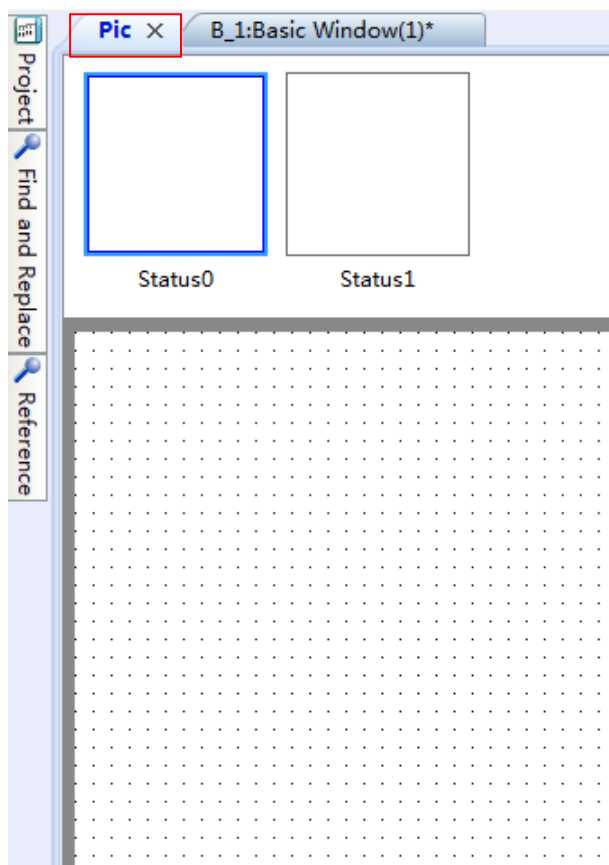 Pic
B_1:Basic Window(1)*
Project
Find and Replace
Reference
Status0
Status1